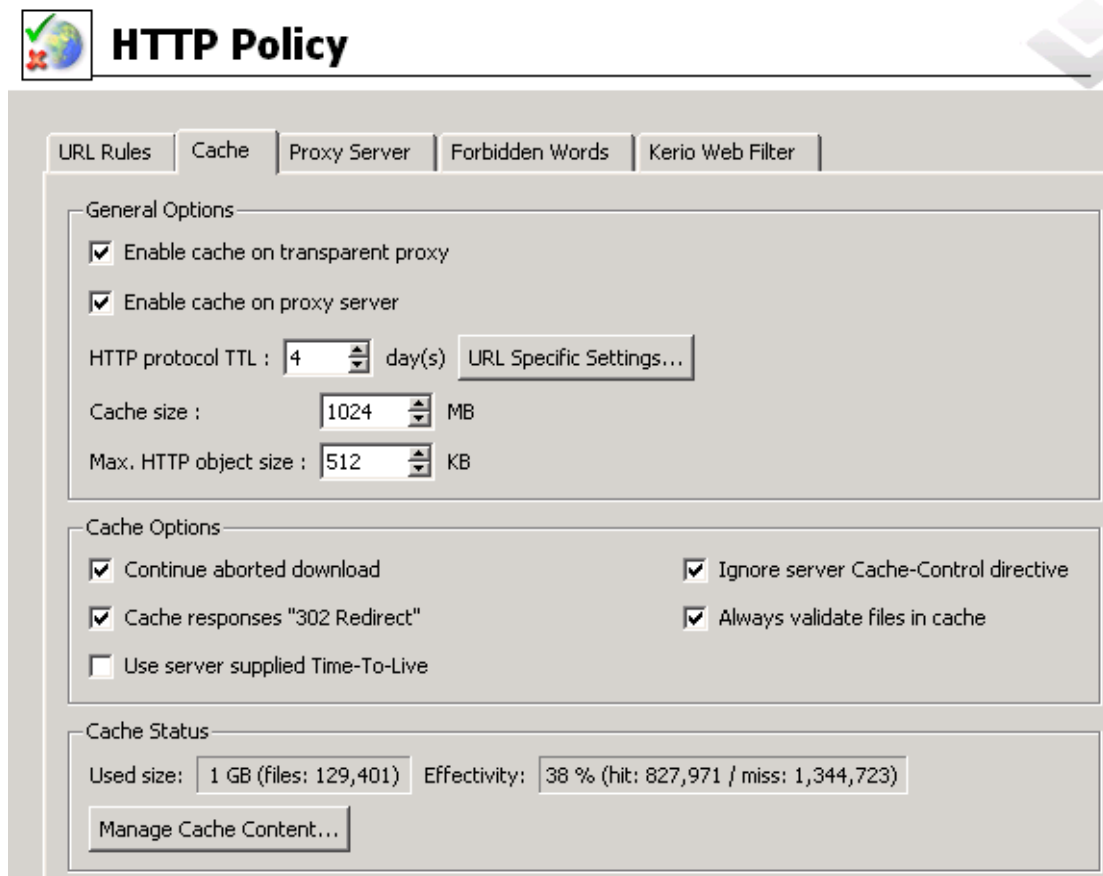 HTTP Policy
URL Rules Cache Proxy Server Forbidden Words Kerio Web Filter
General Options
Enable cache on transparent proxy
Enable cache on proxy server
HTTP protocol TTL : 4 day(s) URL Specific Settings...
Cache size : 1024 MB
Max. HTTP object size : 512 KB
Cache Options
Continue aborted download Ignore server Cache-Control directive
Cache responses "302 Redirect" Always validate files in cache
Use server supplied Time-To-Live
Cache Status
Used size: 1 GB (files: 129,401) Effectivity: 38 % (hit: 827,971 / miss: 1,344,723)
Manage Cache Content...